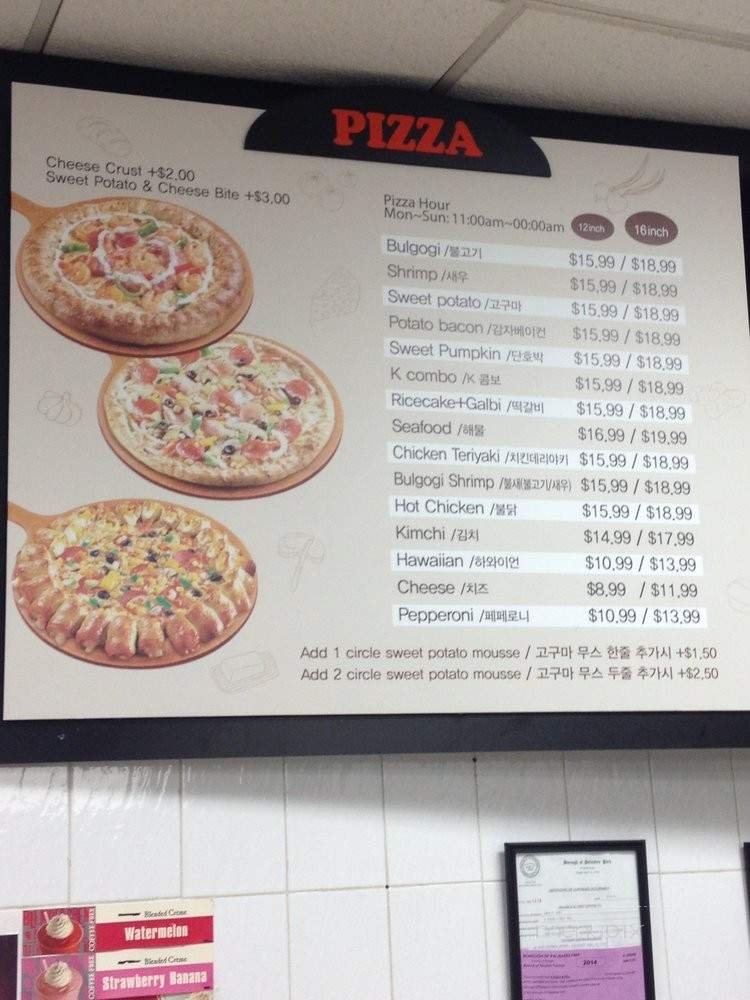 PIZZA
Cheese Crust +$2.00
Sweet Potato & Cheese Bite +$3.00
Pizza Hour
Mon~Sun: 11:00am~00:00am 12inch 16inch
Bulgogi /불고기 $15.99 / $18.99
Shrimp /새우 $15.99 / $18.99
Sweet potato /고구마 $15.99 / $18.99
Potato bacon /감자베이컨 $15.99 / $18.99
Sweet Pumpkin /단호박 $15.99 / $18.99
K combo /K 콤보 $15.99 / $18.99
Ricecake+Galbi /떡갈비 $15.99 / $18.99
Seafood /해물 $16.99 / $19.99
Chicken Teriyaki /치킨데리야키 $15.99 / $18.99
Bulgogi Shrimp /불새(불고기/새우) $15.99 / $18.99
Hot Chicken /불닭 $15.99 / $18.99
Kimchi /김치 $14.99 / $17.99
Hawaiian /하와이언 $10.99 / $13.99
Cheese /치즈 $8.99 / $11.99
Pepperoni /페페로니 $10.99 / $13.99
Add 1 circle sweet potato mousse / 고구마 무스 한줄 추가시 +$1.50
Add 2 circle sweet potato mousse / 고구마 무스 두줄 추가시 +$2.50
Blended Creme
Watermelon
COFFEE FREE
Blended Creme
Strawberry Banana
COFFEE FREE
2014